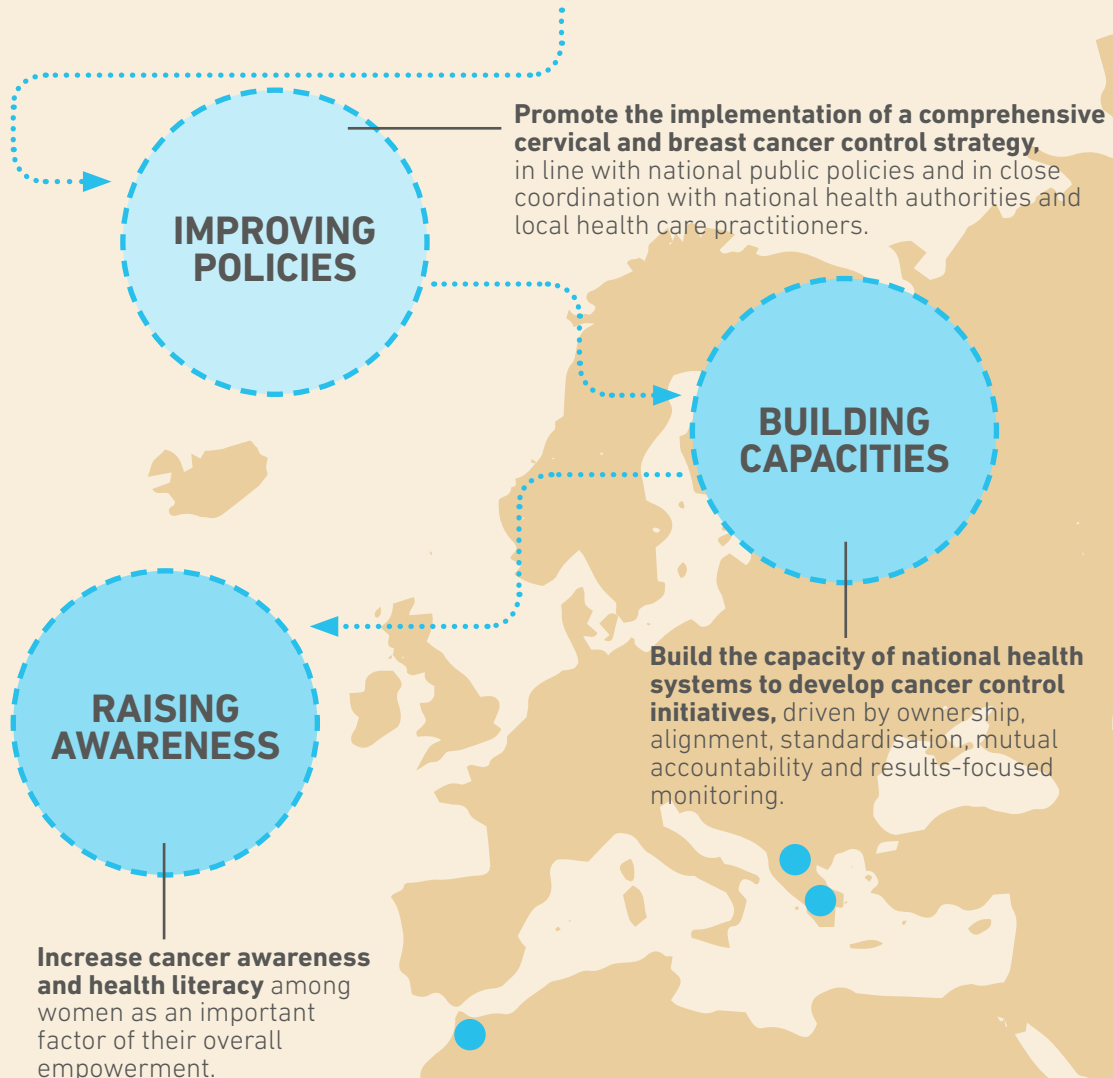 Promote the implementation of a comprehensive
cervical and breast cancer control strategy,
in line with national public policies and in close
coordination with national health authorities and
local health care practitioners.
IMPROVING
POLICIES
BUILDING
CAPACITIES
Build the capacity of national health
systems to develop cancer control
initiatives, driven by ownership,
alignment, standardisation, mutual
accountability and results-focused
monitoring.
RAISING
AWARENESS
Increase cancer awareness
and health literacy among
women as an important
factor of their overall
empowerment.